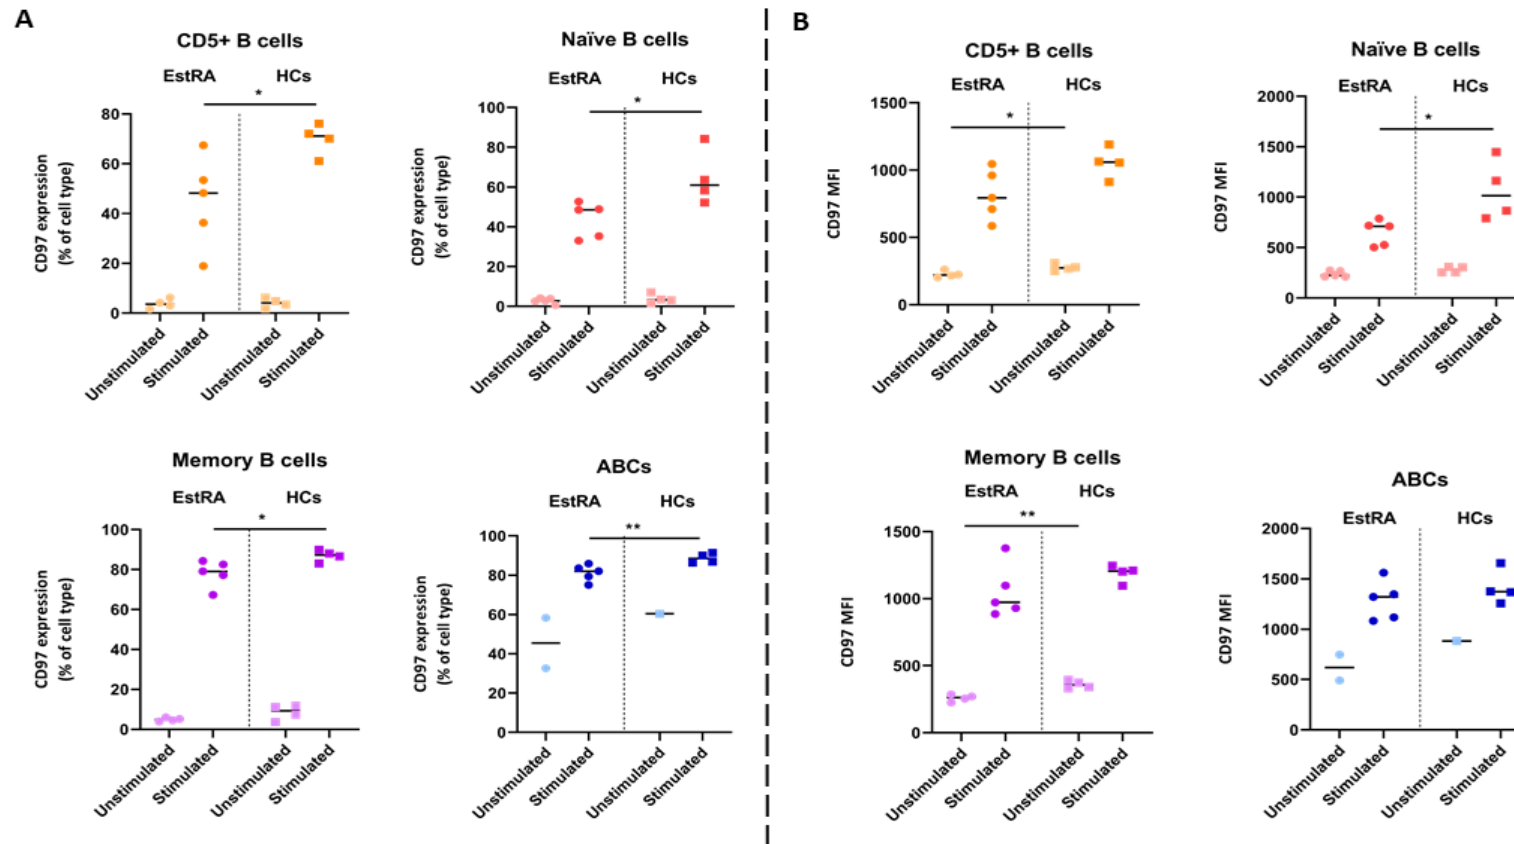 A
CD5+ B cells
EstRA HCs
*
CD97 expression
(% of cell type)
80
60
40
20
0
Unstimulated
Stimulated
Unstimulated
Stimulated
Naïve B cells
EstRA HCs
*
CD97 expression
(% of cell type)
100
80
60
40
20
0
Unstimulated
Stimulated
Unstimulated
Stimulated
Memory B cells
EstRA HCs
*
CD97 expression
(% of cell type)
100
80
60
40
20
0
Unstimulated
Stimulated
Unstimulated
Stimulated
ABCs
EstRA HCs
**
CD97 expression
(% of cell type)
100
80
60
40
20
0
Unstimulated
Stimulated
Unstimulated
Stimulated
B
CD5+ B cells
EstRA HCs
*
CD97 MFI
1500
1000
500
0
Unstimulated
Stimulated
Unstimulated
Stimulated
Naïve B cells
EstRA HCs
*
CD97 MFI
2000
1500
1000
500
0
Unstimulated
Stimulated
Unstimulated
Stimulated
Memory B cells
EstRA HCs
**
CD97 MFI
1500
1000
500
0
Unstimulated
Stimulated
Unstimulated
Stimulated
ABCs
EstRA HCs
CD97 MFI
2000
1500
1000
500
0
Unstimulated
Stimulated
Unstimulated
Stimulated